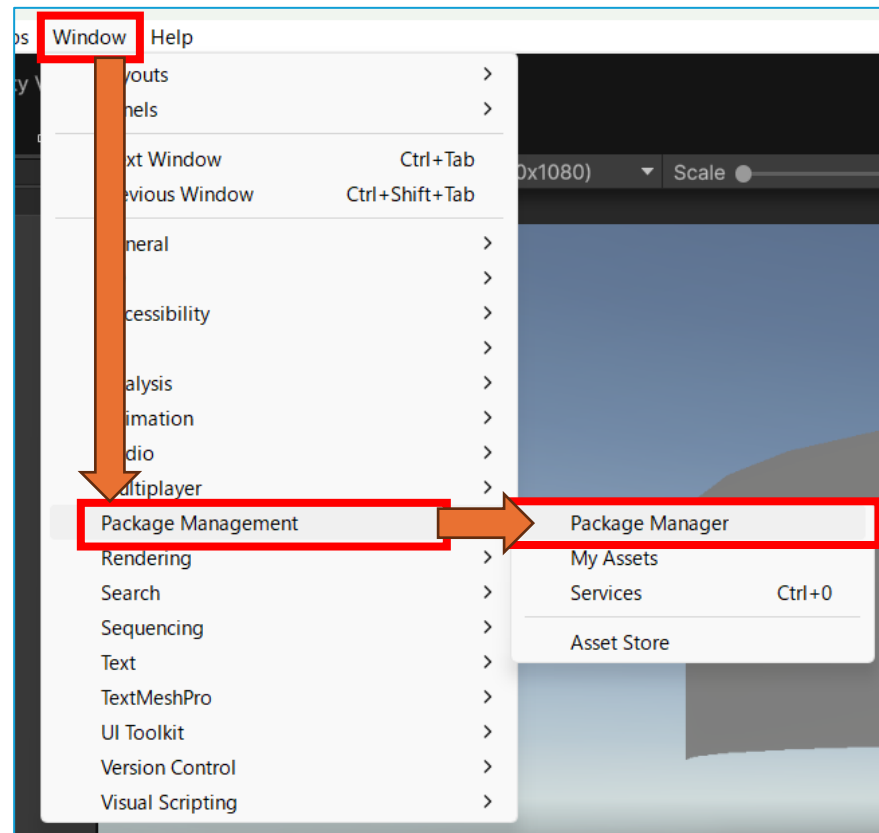 ps Window Help
youts
nels
xt Window Ctrl+Tab
evious Window Ctrl+Shift+Tab
0x1080) Scale
neral
cessibility
alysis
imation
dio
ultiplayer
Package Management
Package Manager
Rendering
My Assets
Search
Services Ctrl+0
Sequencing
Asset Store
Text
TextMeshPro
UI Toolkit
Version Control
Visual Scripting